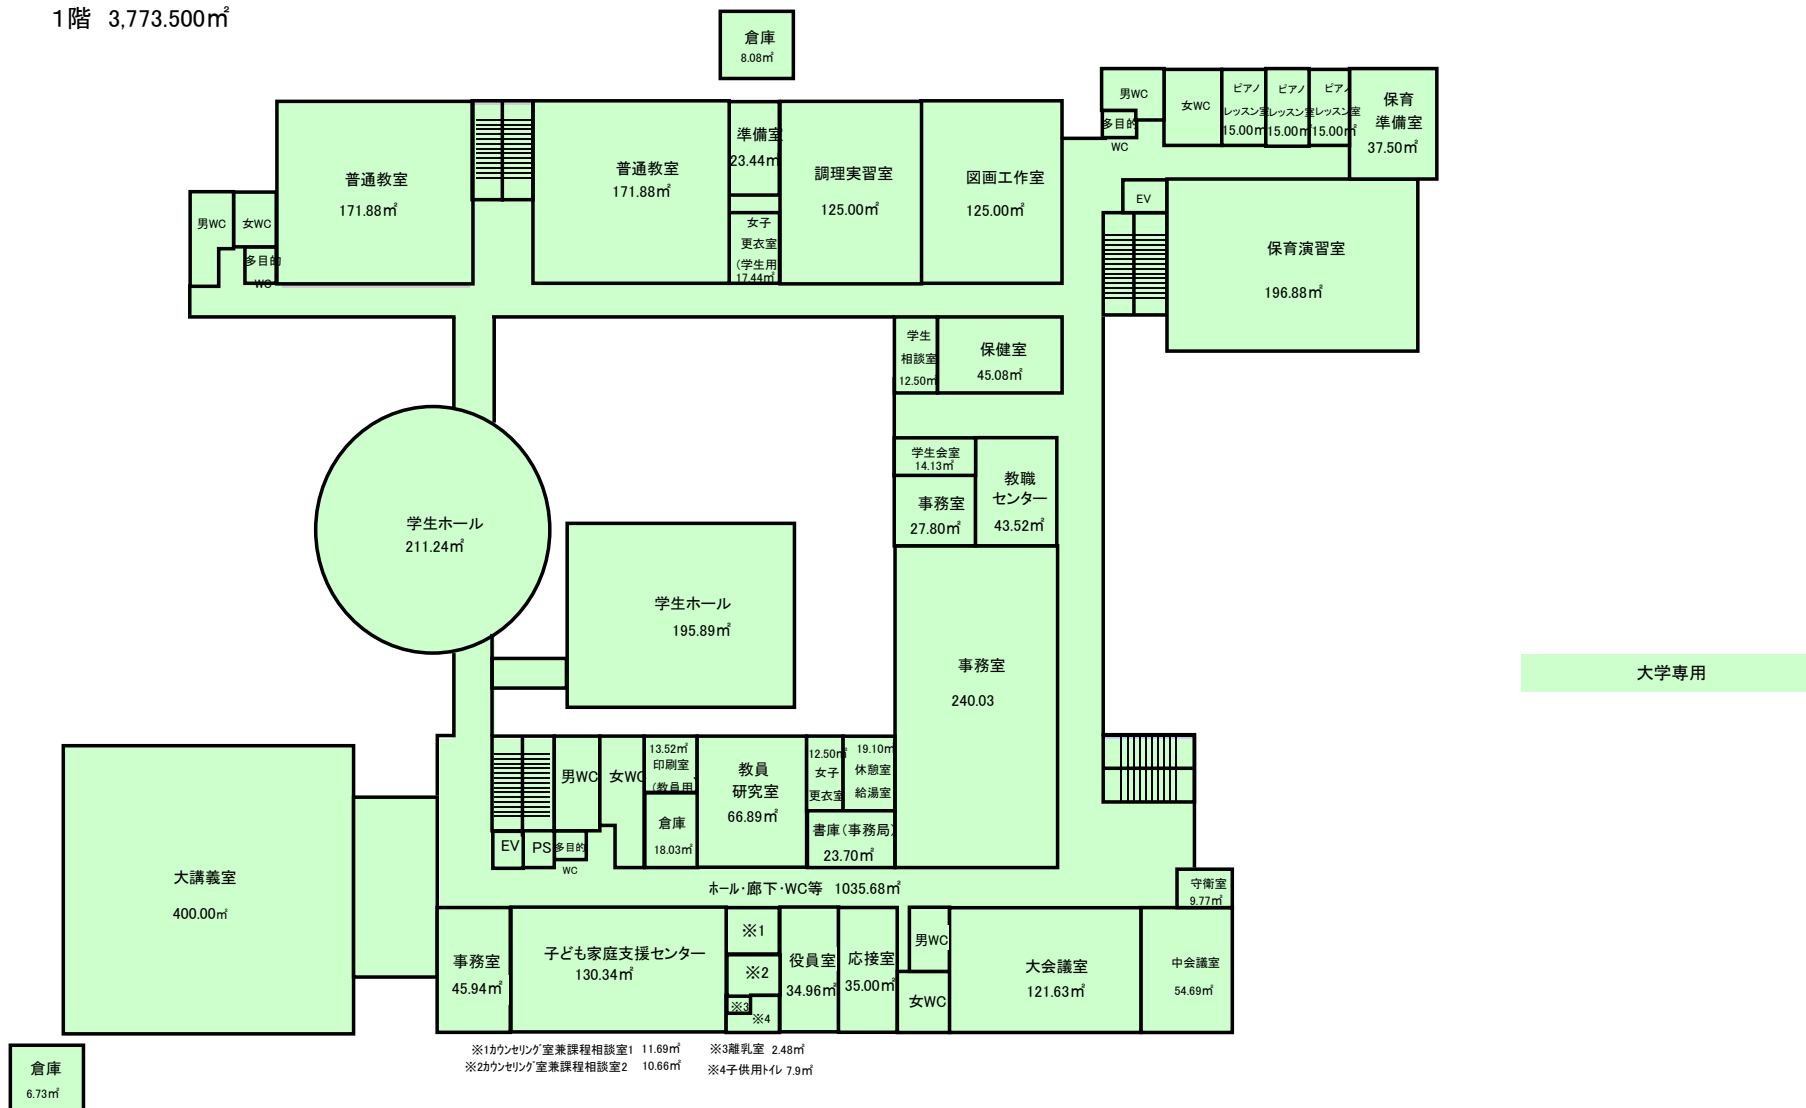 1階 3,773.500㎡
倉庫
8.08㎡
男WC
多目的
WC
女WC
ピアノ
レッスン室
15.00㎡
ピアノ
レッスン室
15.00㎡
ピアノ
レッスン室
15.00㎡
保育
準備室
37.50㎡
普通教室
171.88㎡
普通教室
171.88㎡
準備室
23.44㎡
女子
更衣室
(学生用
17.44㎡
調理実習室
125.00㎡
図画工作室
125.00㎡
EV
保育演習室
196.88㎡
男WC
女WC
多目的
WC
学生
相談室
12.50㎡
保健室
45.08㎡
学生会室
14.13㎡
事務室
27.80㎡
教職
センター
43.52㎡
学生ホール
211.24㎡
学生ホール
195.89㎡
事務室
240.03
大学専用
男WC
女WC
13.52㎡
印刷室
(教員用
倉庫
18.03㎡
教員
研究室
66.89㎡
12.50㎡
女子
更衣室
19.10㎡
休憩室
給湯室
書庫(事務局)
23.70㎡
EV
PS
多目的
WC
大講義室
400.00㎡
ホール・廊下・WC等 1035.68㎡
守衛室
9.77㎡
事務室
45.94㎡
子ども家庭支援センター
130.34㎡
※1
※2
※3
※4
役員室
34.96㎡
応接室
35.00㎡
男WC
女WC
大会議室
121.63㎡
中会議室
54.69㎡
※1カウンセリング室兼課程相談室1 11.69㎡ ※3離乳室 2.48㎡
※2カウンセリング室兼課程相談室2 10.66㎡ ※4子供用トイレ 7.9㎡
倉庫
6.73㎡